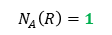 N_A(R) = 1